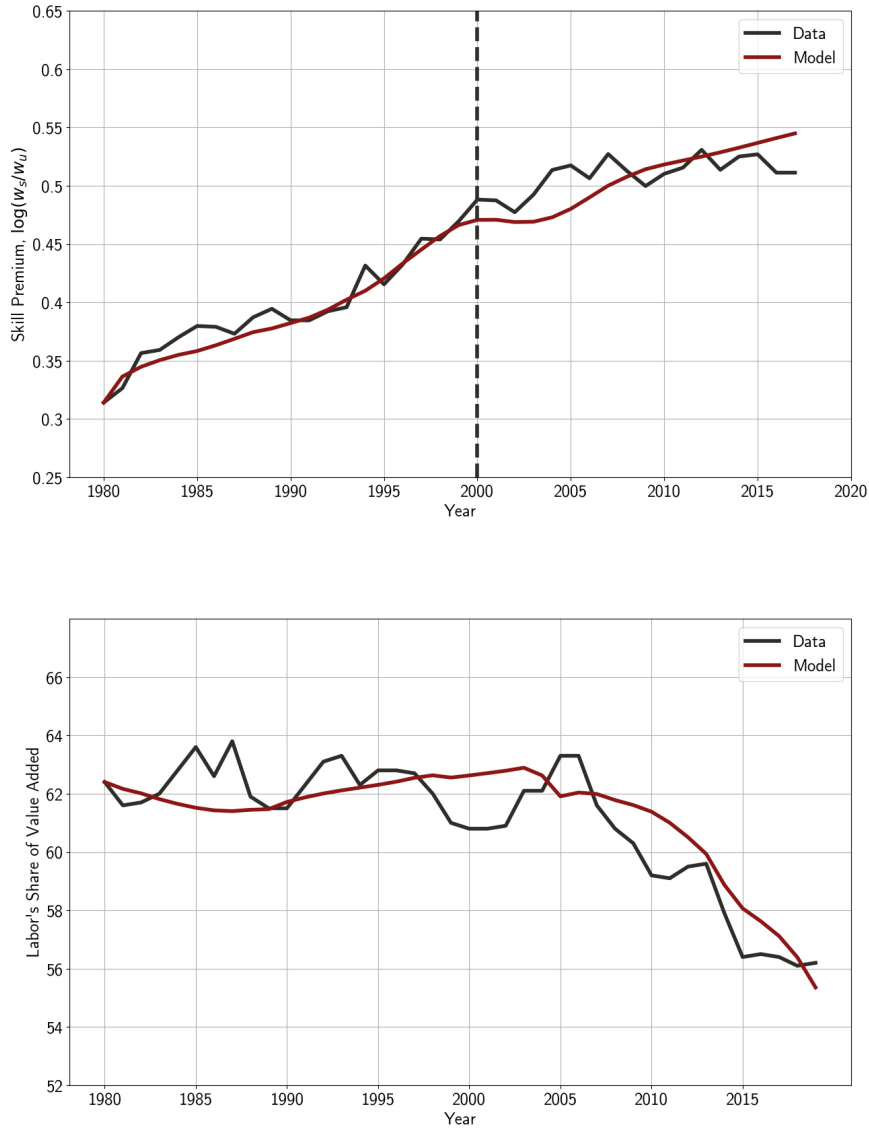 0.65
0.6
0.55
0.5
0.45
0.4
0.35
0.3
0.25
Skill Premium, log(w_s/w_u)
Data
Model
1980 1985 1990 1995 2000 2005 2010 2015 2020
Year
66
64
62
60
58
56
54
52
Labor's Share of Value Added
Data
Model
1980 1985 1990 1995 2000 2005 2010 2015
Year